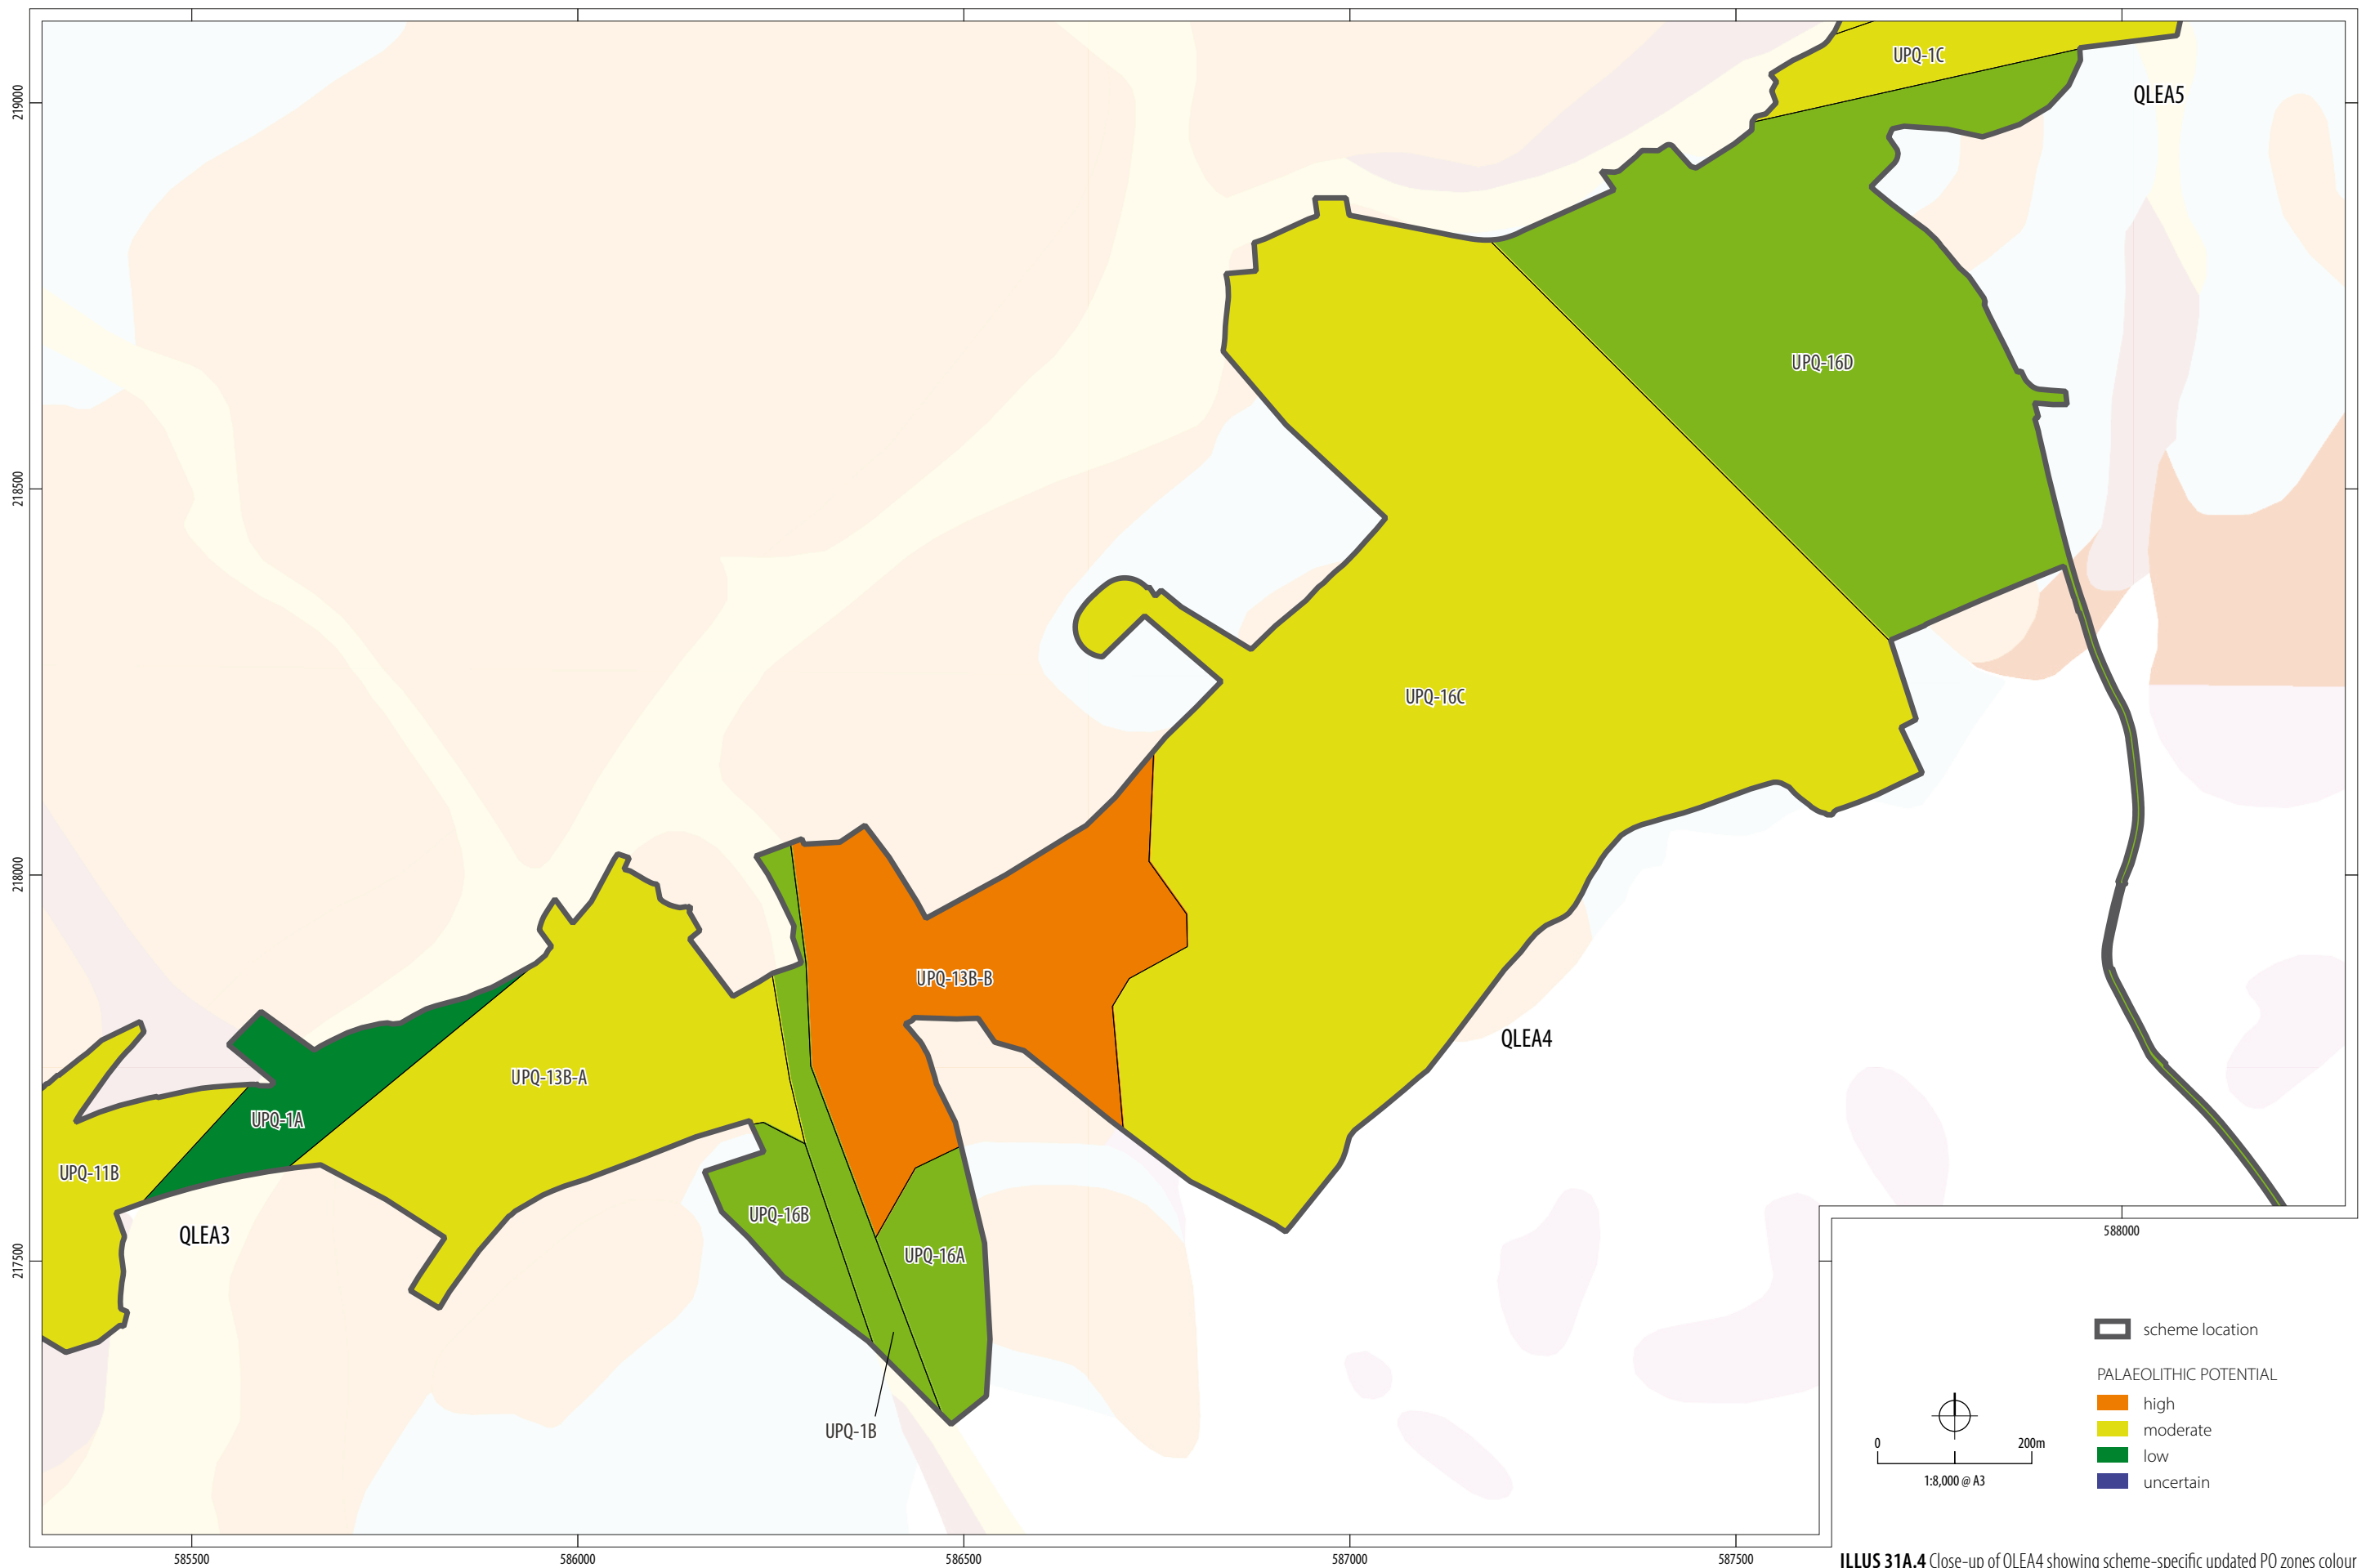 UPQ-1C
219000
QLEA5
UPQ-16D
218500
UPQ-16C
218000
UPQ-13B-B
QLEA4
UPQ-13B-A
UPQ-1A
UPQ-11B
UPQ-16B
QLEA3
588000
UPQ-16A
217500
scheme location
PALAEOLITHIC POTENTIAL
high
UPQ-1B
moderate
0 200m
low
1:8,000 @ A3
uncertain
585500 586000 586500 587000 587500
ILLUS 31A.4 Close-up of QLEA4 showing scheme-specific updated PQ zones colour